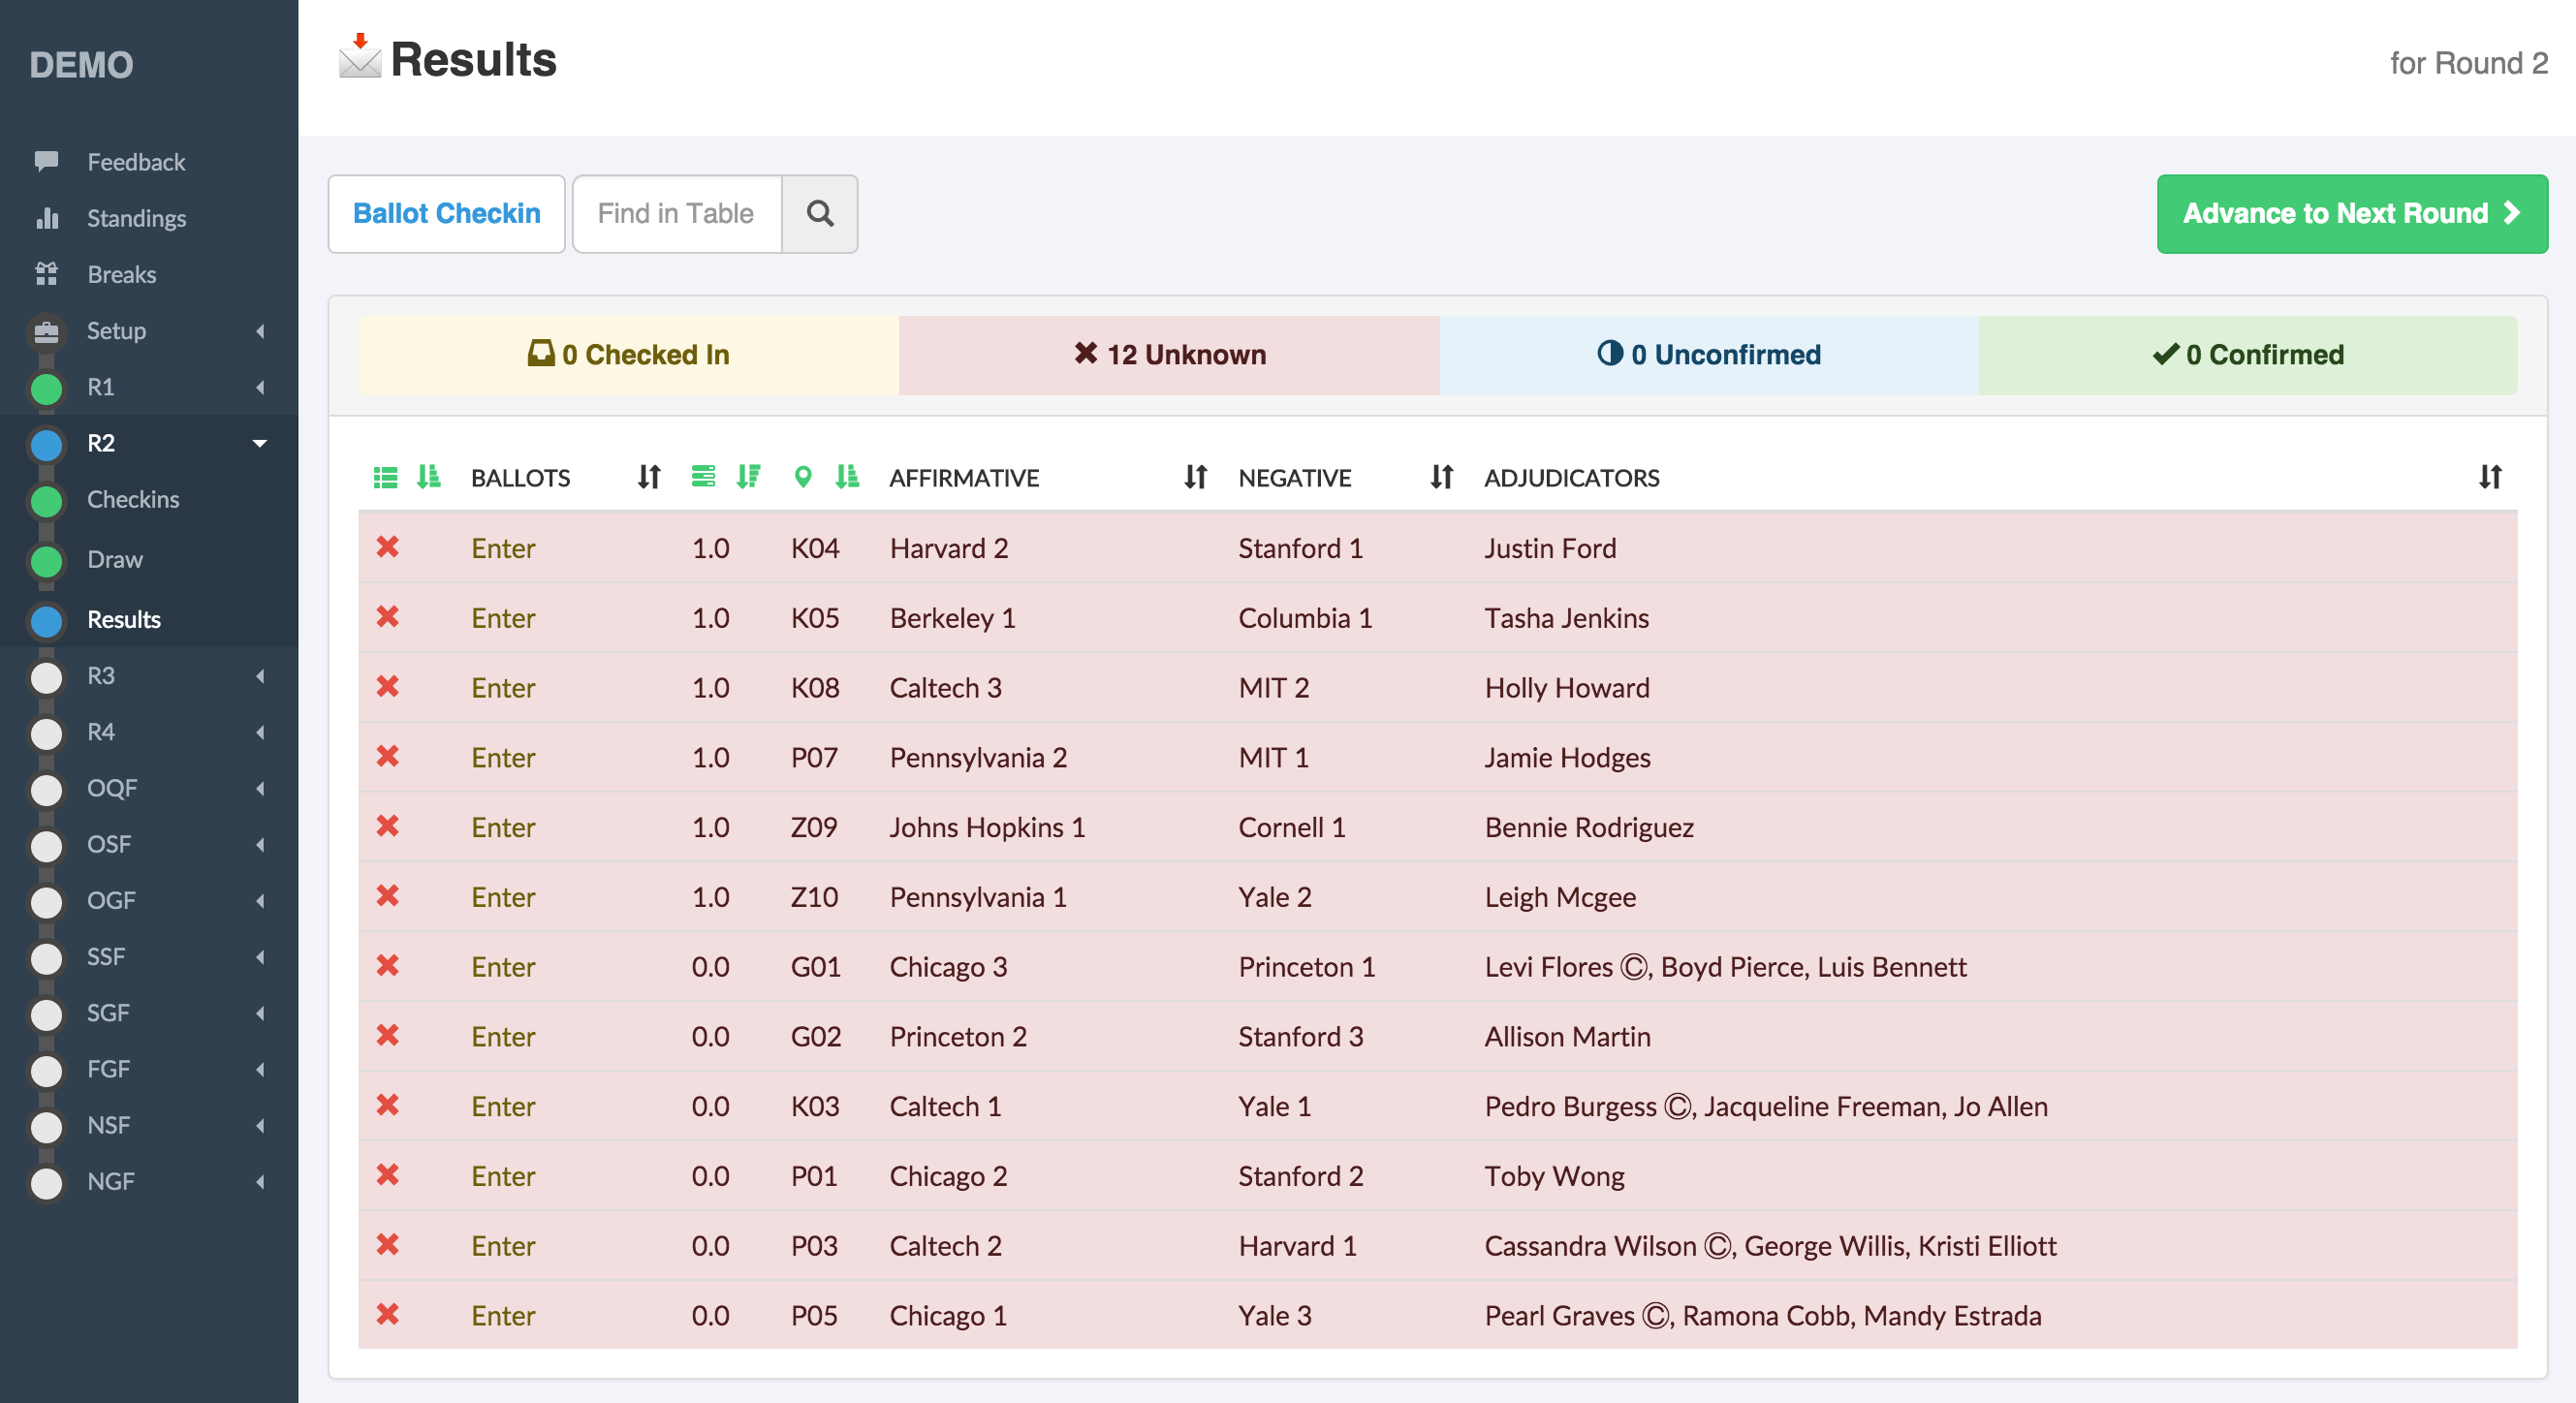 DEMO
Feedback
Standings
Breaks
Setup
R1
R2
Checkins
Draw
Results
R3
R4
OQF
OSF
OGF
SSF
SGF
FGF
NSF
NGF
Results
for Round 2
Ballot Checkin
Find in Table
Advance to Next Round
0 Checked In
12 Unknown
0 Unconfirmed
0 Confirmed
BALLOTS AFFIRMATIVE NEGATIVE ADJUDICATORS
Enter 1.0 K04 Harvard 2 Stanford 1 Justin Ford
Enter 1.0 K05 Berkeley 1 Columbia 1 Tasha Jenkins
Enter 1.0 K08 Caltech 3 MIT 2 Holly Howard
Enter 1.0 P07 Pennsylvania 2 MIT 1 Jamie Hodges
Enter 1.0 Z09 Johns Hopkins 1 Cornell 1 Bennie Rodriguez
Enter 1.0 Z10 Pennsylvania 1 Yale 2 Leigh Mcgee
Enter 0.0 G01 Chicago 3 Princeton 1 Levi Flores Ⓒ, Boyd Pierce, Luis Bennett
Enter 0.0 G02 Princeton 2 Stanford 3 Allison Martin
Enter 0.0 K03 Caltech 1 Yale 1 Pedro Burgess Ⓒ, Jacqueline Freeman, Jo Allen
Enter 0.0 P01 Chicago 2 Stanford 2 Toby Wong
Enter 0.0 P03 Caltech 2 Harvard 1 Cassandra Wilson Ⓒ, George Willis, Kristi Elliott
Enter 0.0 P05 Chicago 1 Yale 3 Pearl Graves Ⓒ, Ramona Cobb, Mandy Estrada